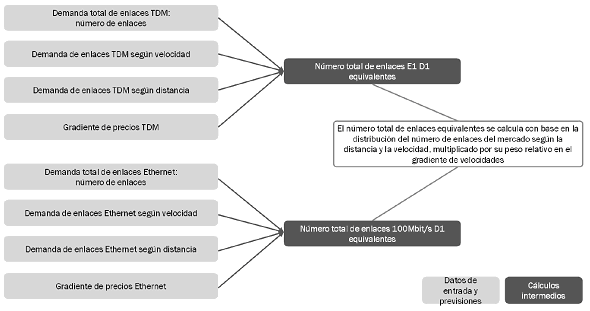 Demanda total de enlaces TDM:
número de enlaces
Demanda de enlaces TDM según velocidad
Demanda de enlaces TDM según distancia
Gradiente de precios TDM
Número total de enlaces E1 D1
equivalentes
El número total de enlaces equivalentes se calcula con base en la
distribución del número de enlaces del mercado según la
distancia y la velocidad, multiplicado por su peso relativo en el
gradiente de velocidades
Demanda total de enlaces Ethernet:
número de enlaces
Demanda de enlaces Ethernet según velocidad
Demanda de enlaces Ethernet según distancia
Gradiente de precios Ethernet
Número total de enlaces 100Mbit/s D1
equivalentes
Datos de
entrada y
previsiones
Cálculos
intermedios